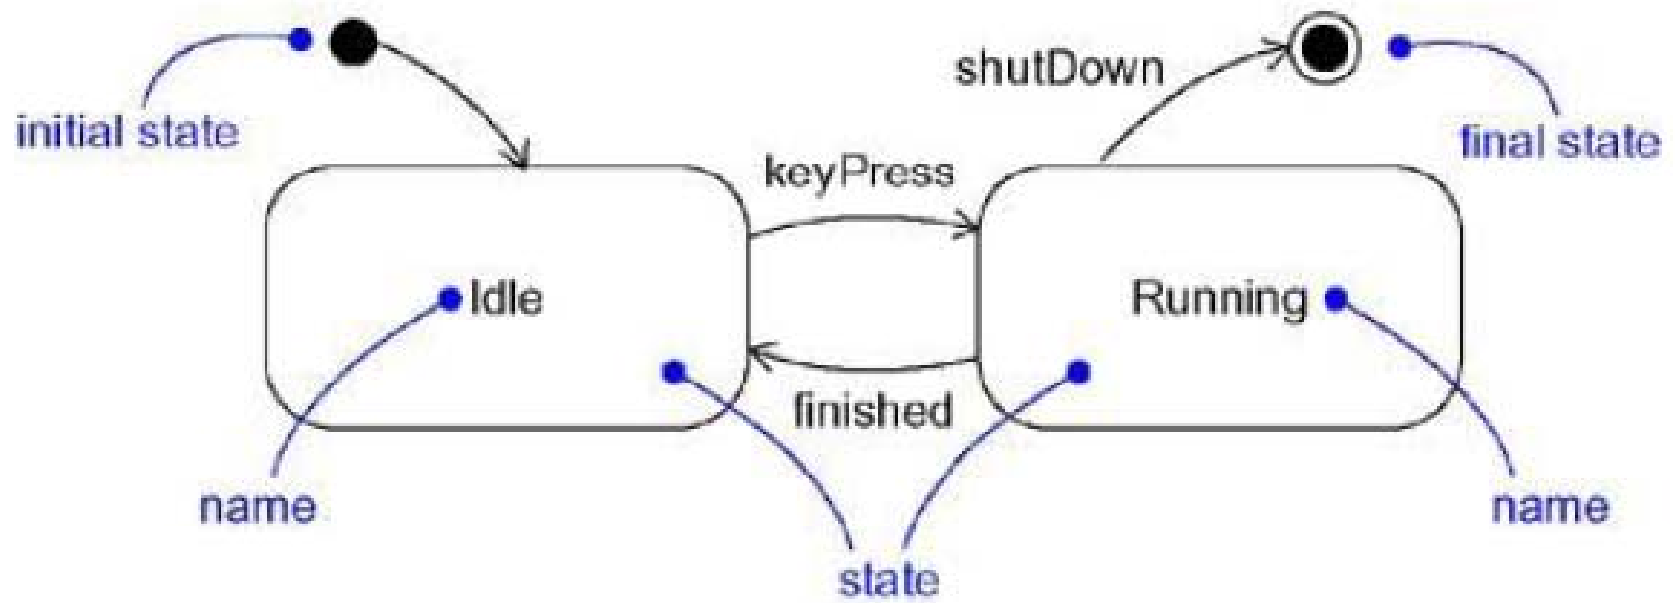 shutDown
initial state
final state
keyPress
Idle
Running
finished
name
name
state